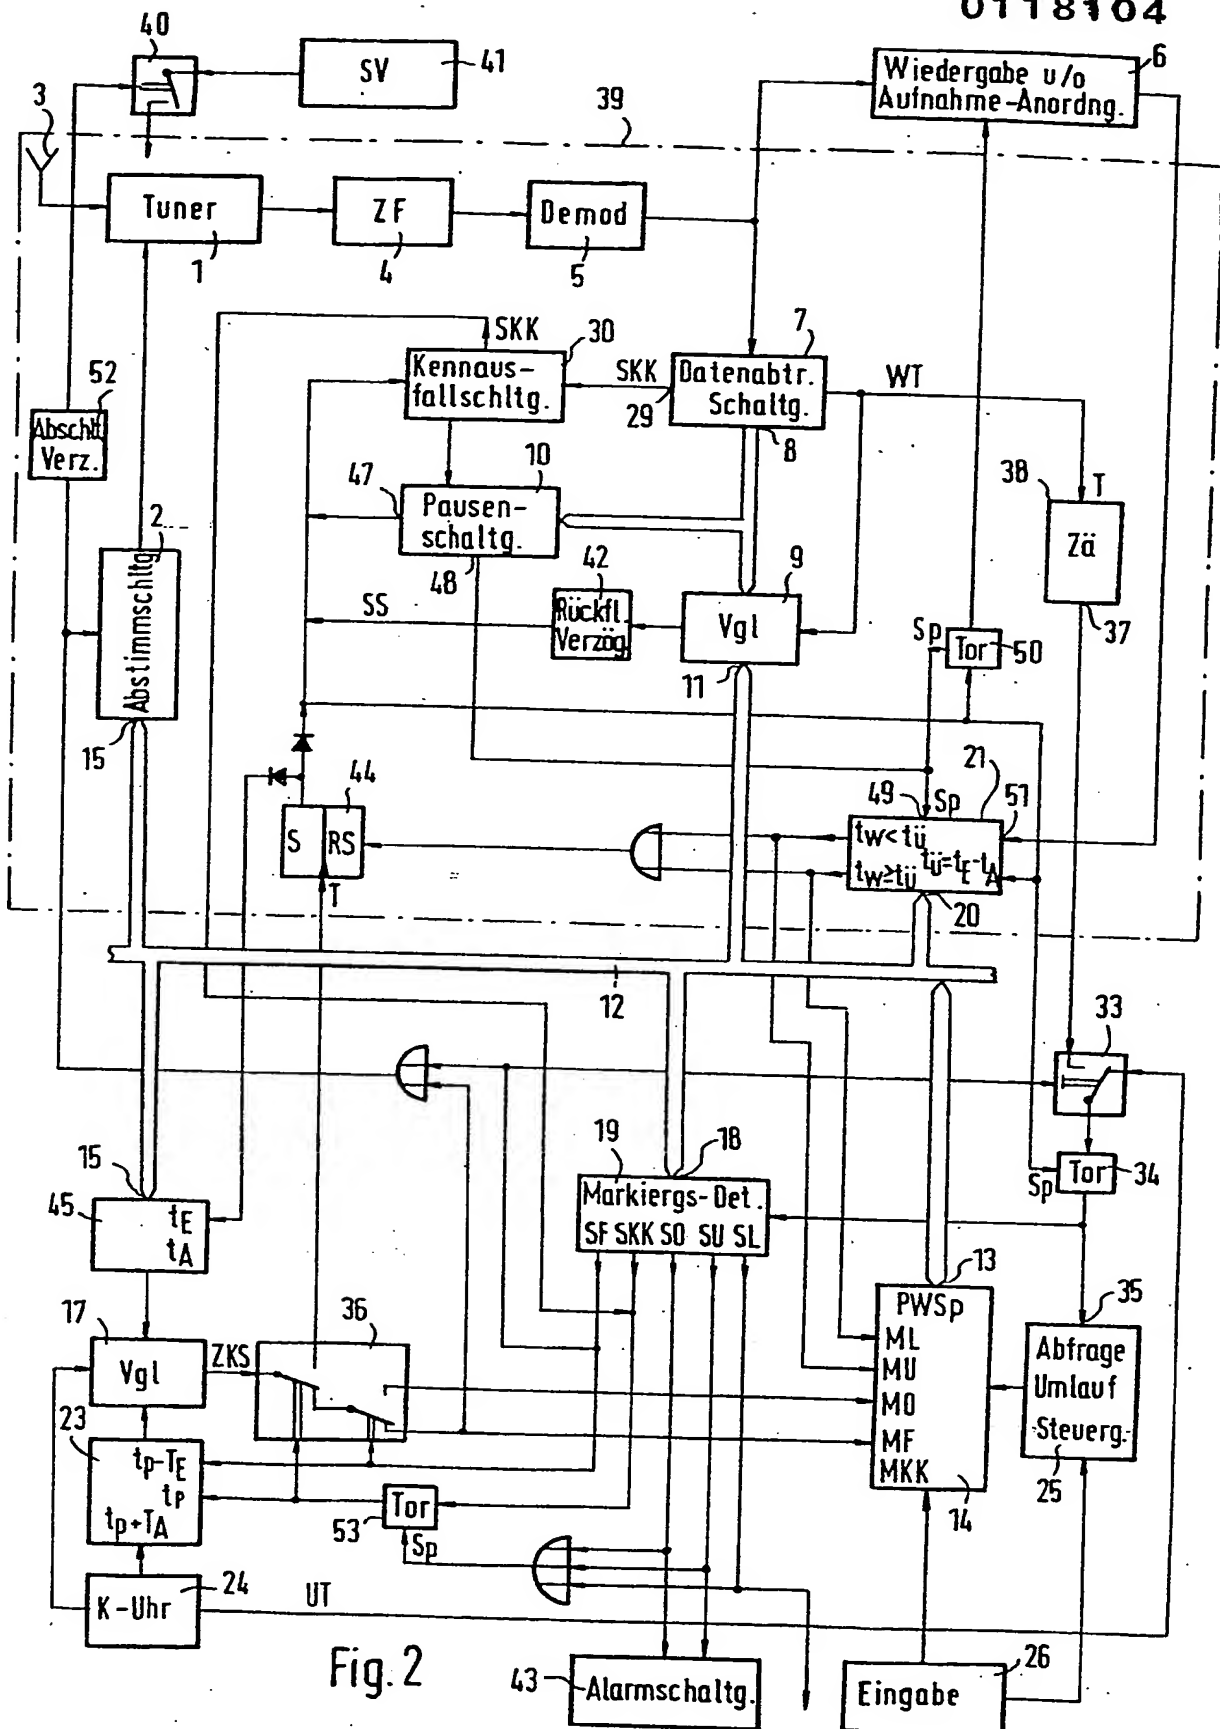 0118104
40
SV
41
Wiedergabe u/o
Aufnahme-Anordng.
6
3
39
Tuner
1
ZF
4
Demod
5
SKK
30
Kennaus-
fallschltg.
SKK
29
7
Datenabtr.
Schaltg.
8
WT
52
Abschlt.
Verz.
47
10
Pausen-
schaltg.
48
38
T
Zä
37
2
Abstimmschltg
15
SS
42
Rückfl.
Verzög.
9
Vgl
11
Sp
Tor
50
44
S
RS
T
49
Sp
21
51
tW<tü
tü=tE-tA
tW≥tü
20
12
33
15
45
tE
tA
19
18
Markiergs-Det.
SF SKK SO SU SL
Sp
Tor
34
13
35
17
Vgl
ZKS
36
PWSp
ML
MU
MO
MF
MKK
14
Abfrage
Umlauf
Steuerg.
25
23
tp-TE
tp
tp+TA
Tor
53
Sp
K-Uhr
24
UT
Fig. 2
43
Alarmschaltg.
26
Eingabe